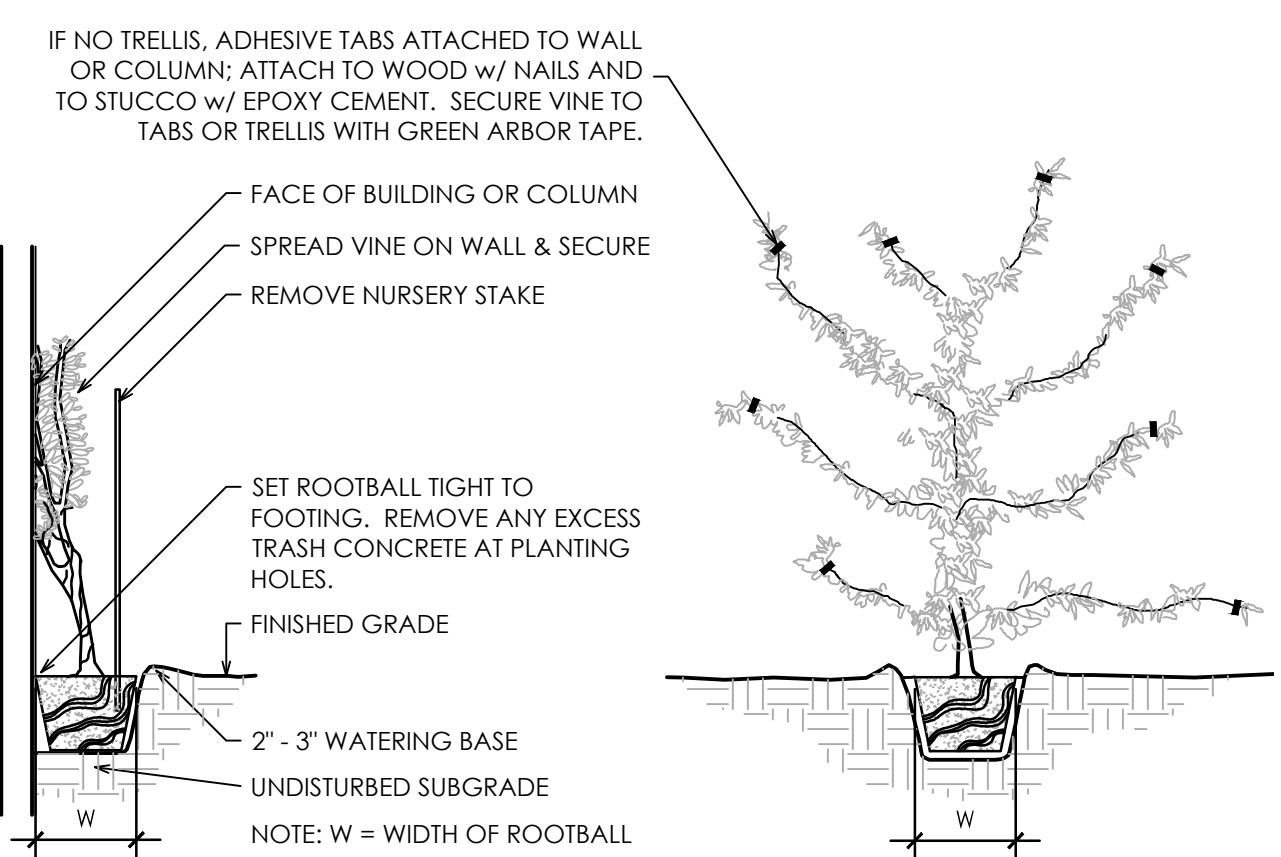 IF NO TRELLIS, ADHESIVE TABS ATTACHED TO WALL
OR COLUMN; ATTACH TO WOOD w/ NAILS AND
TO STUCCO w/ EPOXY CEMENT.  SECURE VINE TO
TABS OR TRELLIS WITH GREEN ARBOR TAPE.
FACE OF BUILDING OR COLUMN
SPREAD VINE ON WALL & SECURE
REMOVE NURSERY STAKE
SET ROOTBALL TIGHT TO
FOOTING.  REMOVE ANY EXCESS
TRASH CONCRETE AT PLANTING
HOLES.
FINISHED GRADE
2" - 3" WATERING BASE
UNDISTURBED SUBGRADE
NOTE: W = WIDTH OF ROOTBALL
W
W